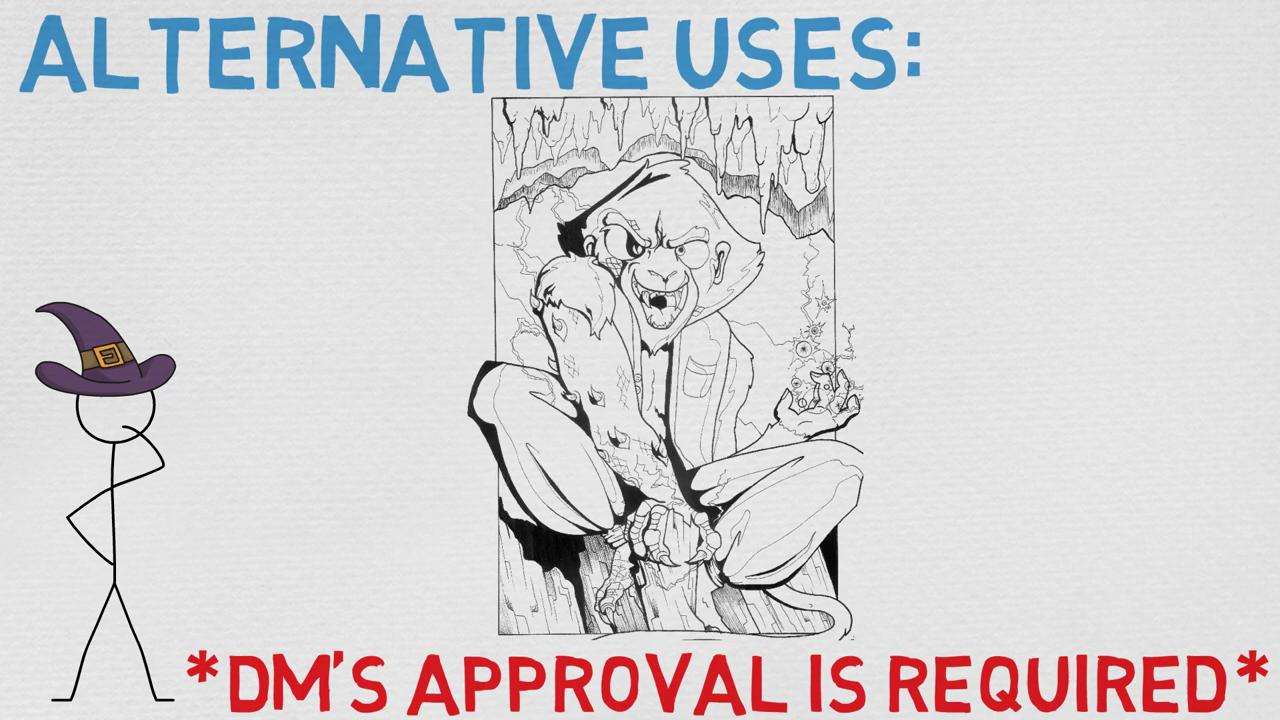 ALTERNATIVE USES:
*DM'S APPROVAL IS REQUIRED*